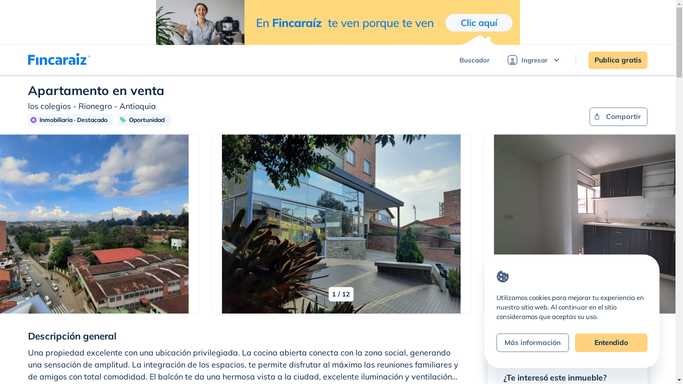 En Fincaraíz te ven porque te ven
Clic aquí
Fincaraíz
Buscador
Ingresar
Publica gratis
Apartamento en venta
los colegios - Rionegro - Antioquia
Inmobiliaria · Destacado
Oportunidad
Compartir
1 / 12
Utilizamos cookies para mejorar tu experiencia en
nuestro sitio web. Al continuar en el sitio
consideramos que aceptas su uso.
Más información
Entendido
Descripción general
Una propiedad excelente con una ubicación privilegiada. La cocina abierta conecta con la zona social, generando
una sensación de amplitud. La integración de los espacios, te permite disfrutar al máximo las reuniones familiares y
de amigos con total comodidad. El balcón te da una hermosa vista a la ciudad, excelente iluminación y ventilación...
¿Te interesó este inmueble?